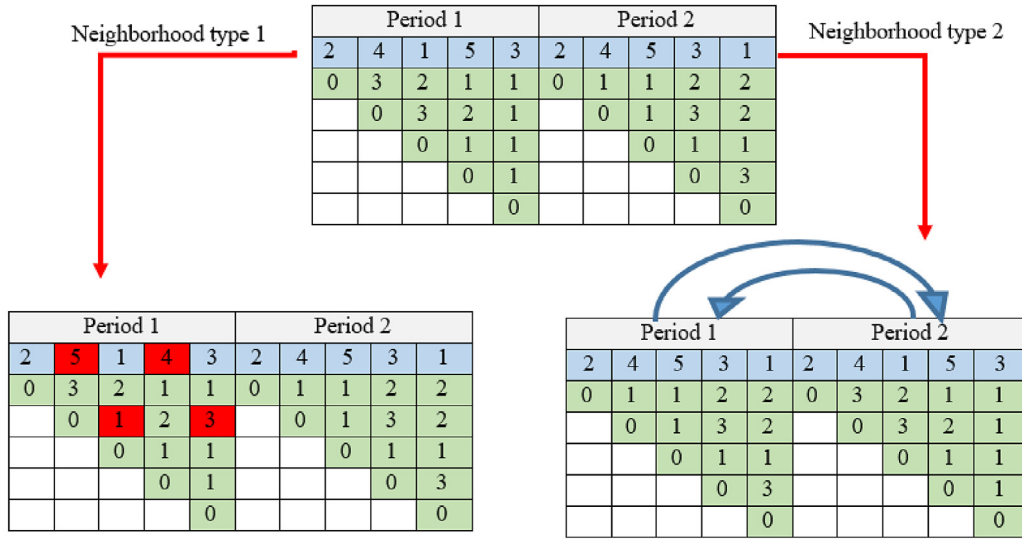 Neighborhood type 1
Period 1 Period 2
Neighborhood type 2
2 4 1 5 3 2 4 5 3 1
0 3 2 1 1 0 1 1 2 2
0 3 2 1 0 1 3 2
0 1 1 0 1 1
0 1 0 3
0 0
Period 1 Period 2
2 5 1 4 3 2 4 5 3 1
0 3 2 1 1 0 1 1 2 2
0 1 2 3 0 1 3 2
0 1 1 0 1 1
0 1 0 3
0 0
Period 1 Period 2
2 4 5 3 1 2 4 1 5 3
0 1 1 2 2 0 3 2 1 1
0 1 3 2 0 3 2 1
0 1 1 0 1 1
0 3 0 1
0 0